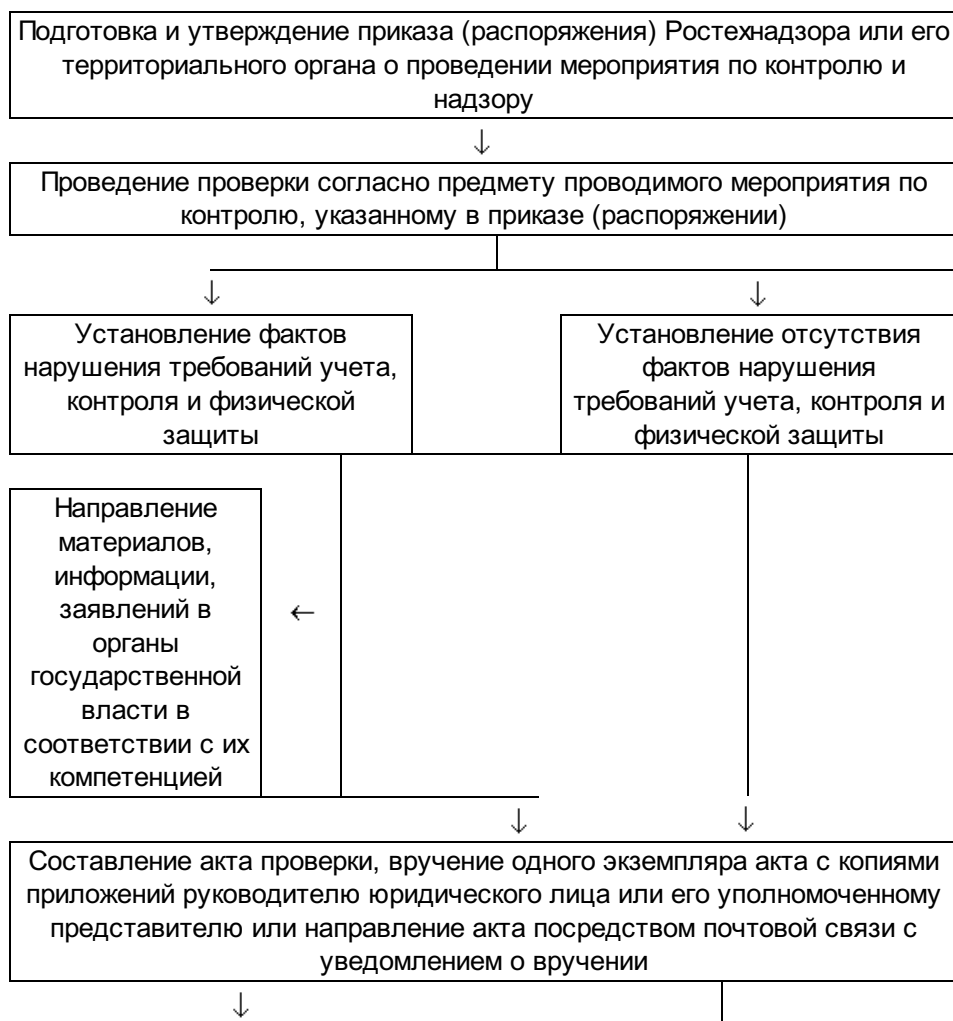 Подготовка и утверждение приказа (распоряжения) Ростехнадзора или его
территориального органа о проведении мероприятия по контролю и
надзору
↓
Проведение проверки согласно предмету проводимого мероприятия по
контролю, указанному в приказе (распоряжении)
↓ ↓
Установление фактов
нарушения требований учета,
контроля и физической
защиты
Установление отсутствия
фактов нарушения
требований учета, контроля и
физической защиты
Направление
материалов,
информации,
заявлений в
органы
государственной
власти в
соответствии с их
компетенцией
←
↓ ↓
Составление акта проверки, вручение одного экземпляра акта с копиями
приложений руководителю юридического лица или его уполномоченному
представителю или направление акта посредством почтовой связи с
уведомлением о вручении
↓